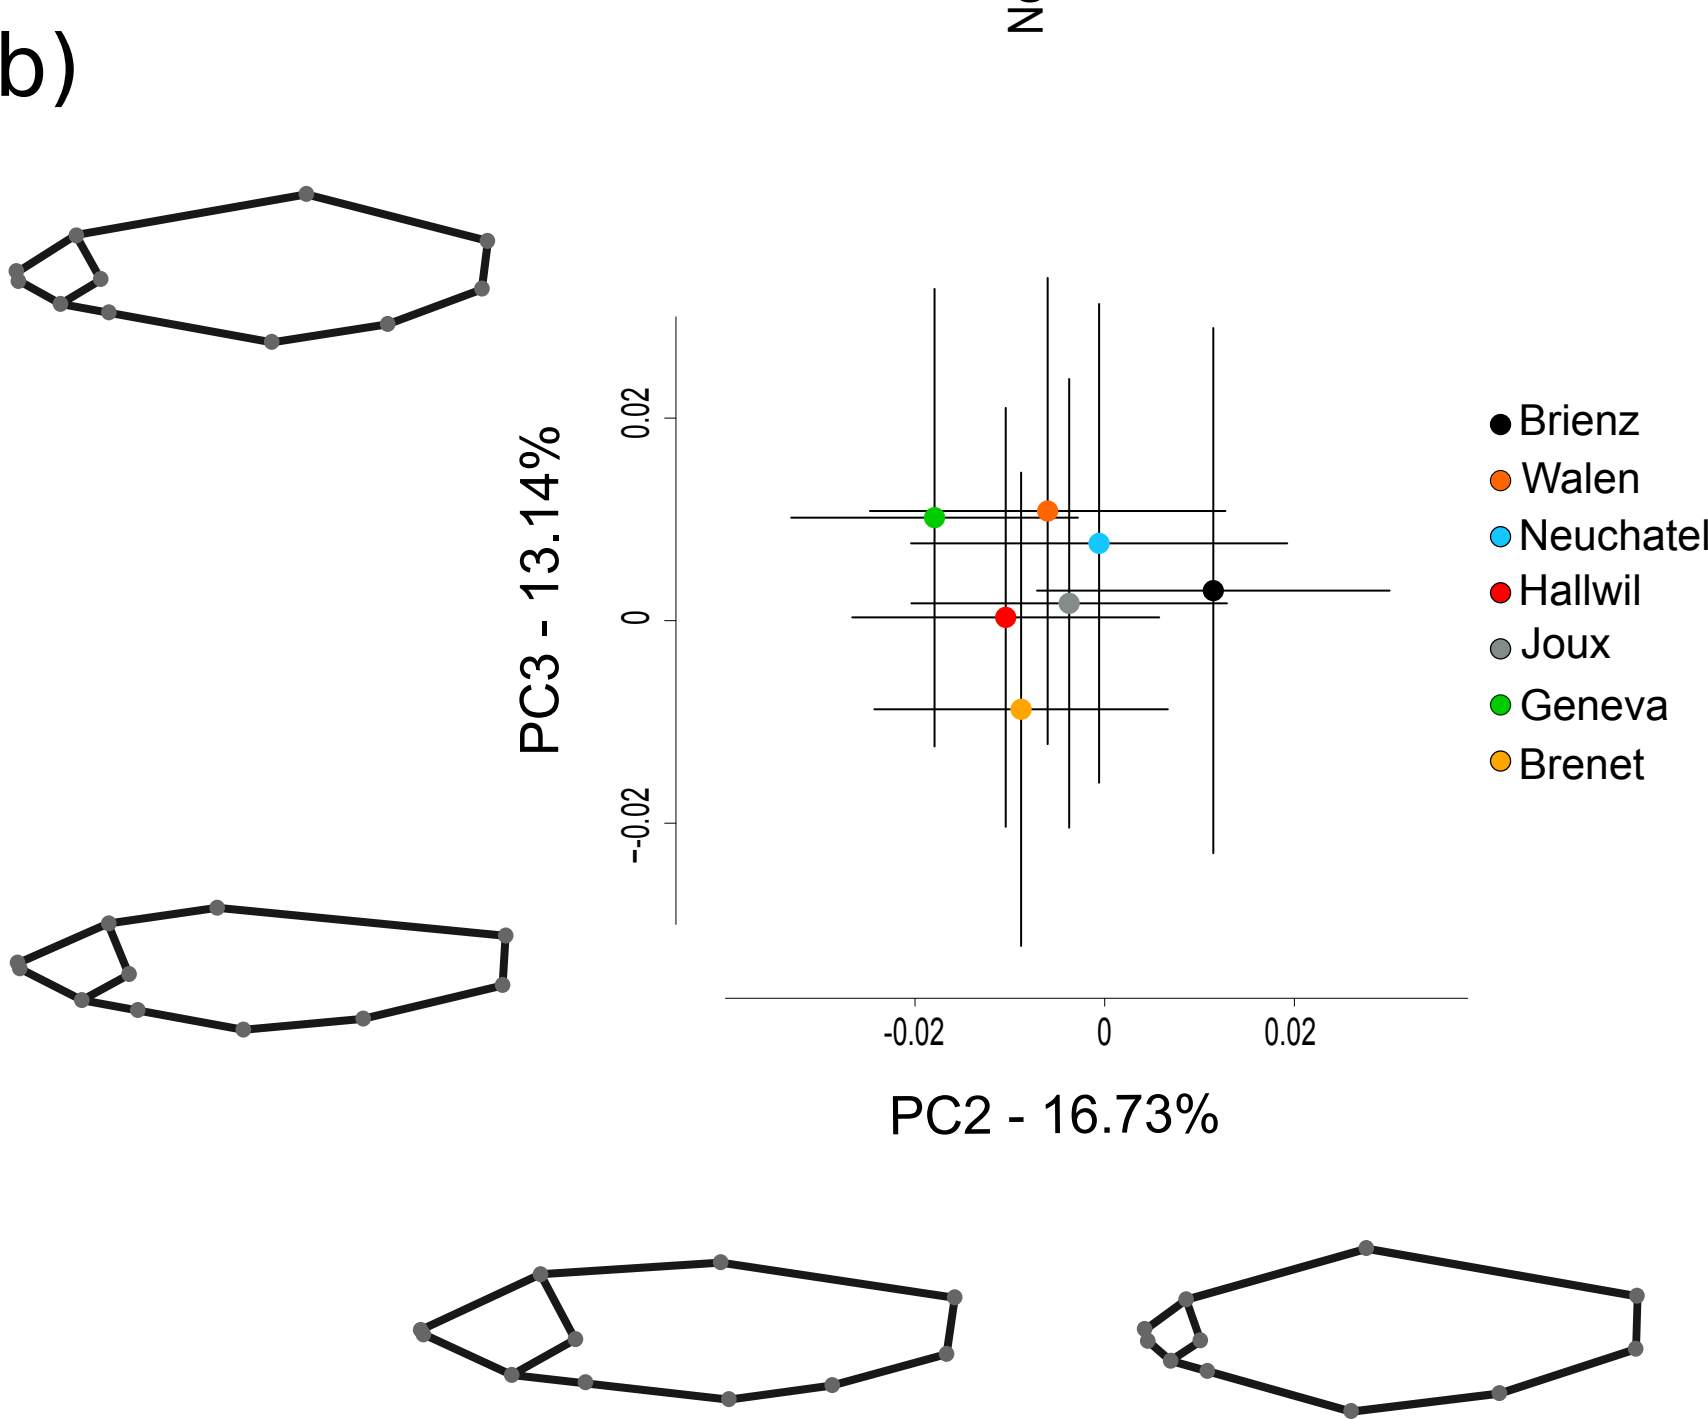 b)
0.02
0
--0.02
PC3 - 13.14%
-0.02 0 0.02
PC2 - 16.73%
Brienz
Walen
Neuchatel
Hallwil
Joux
Geneva
Brenet